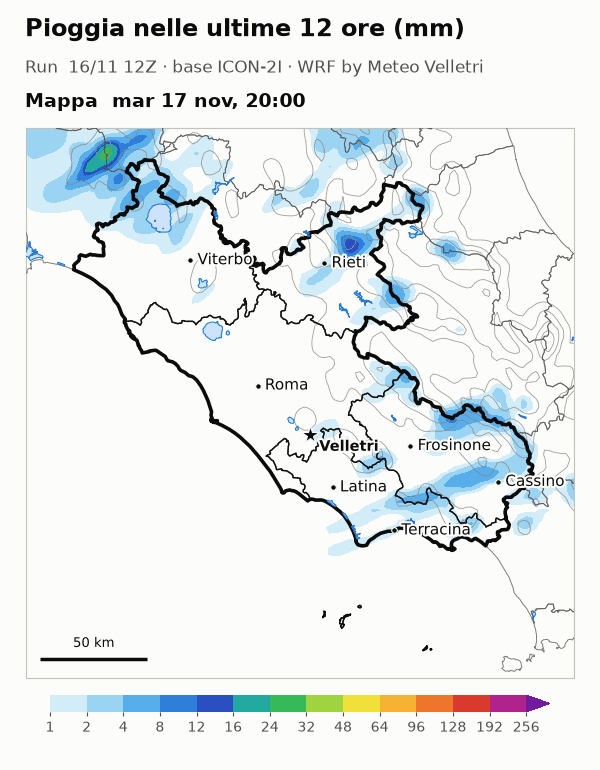 Pioggia nelle ultime 12 ore (mm)
Run  16/11 12Z · base ICON-2I · WRF by Meteo Velletri
Mappa  mar 17 nov, 20:00
Viterbo
Rieti
Roma
Velletri
Frosinone
Latina
Cassino
Terracina
50 km
1 2 4 8 12 16 24 32 48 64 96 128 192 256